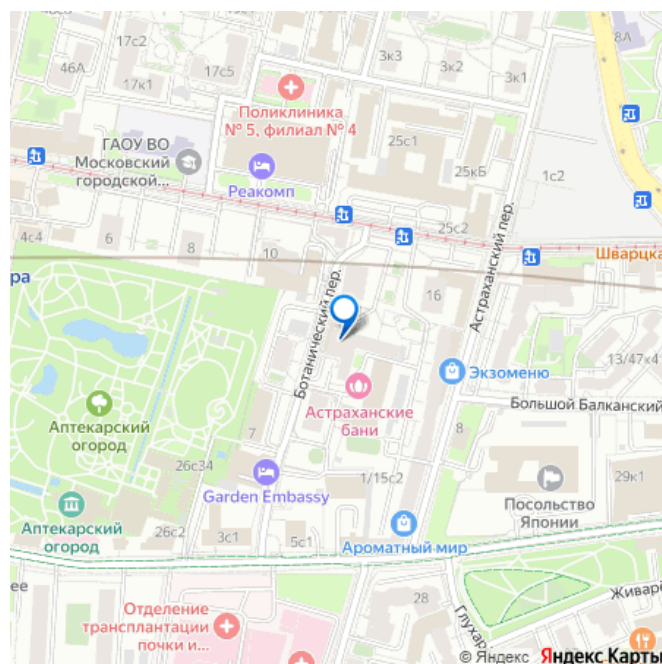 17с2
8А
46А
17к1
17с5
3к3
3к2
3к1
Поликлиника
№ 5, филиал № 4
ГАОУ ВО
Московский
городской...
25с1
25кБ
1с2
Реакомп
25с2
Астраханский пер.
4с4
6
8
10
Шварцка
ра
Ботанический пер.
16
13/47к4
Экзоменю
Аптекарский
огород
Астраханские
бани
Большой Балканский
7
8
26с34
1/15с2
29к1
Garden Embassy
Посольство
Японии
Аптекарский
огород
26с2
3с1
5с1
Ароматный мир
ее
28
Живарё
Отделение
трансплантации
почки и...
Глухар
© Яндекс Яндекс Карты